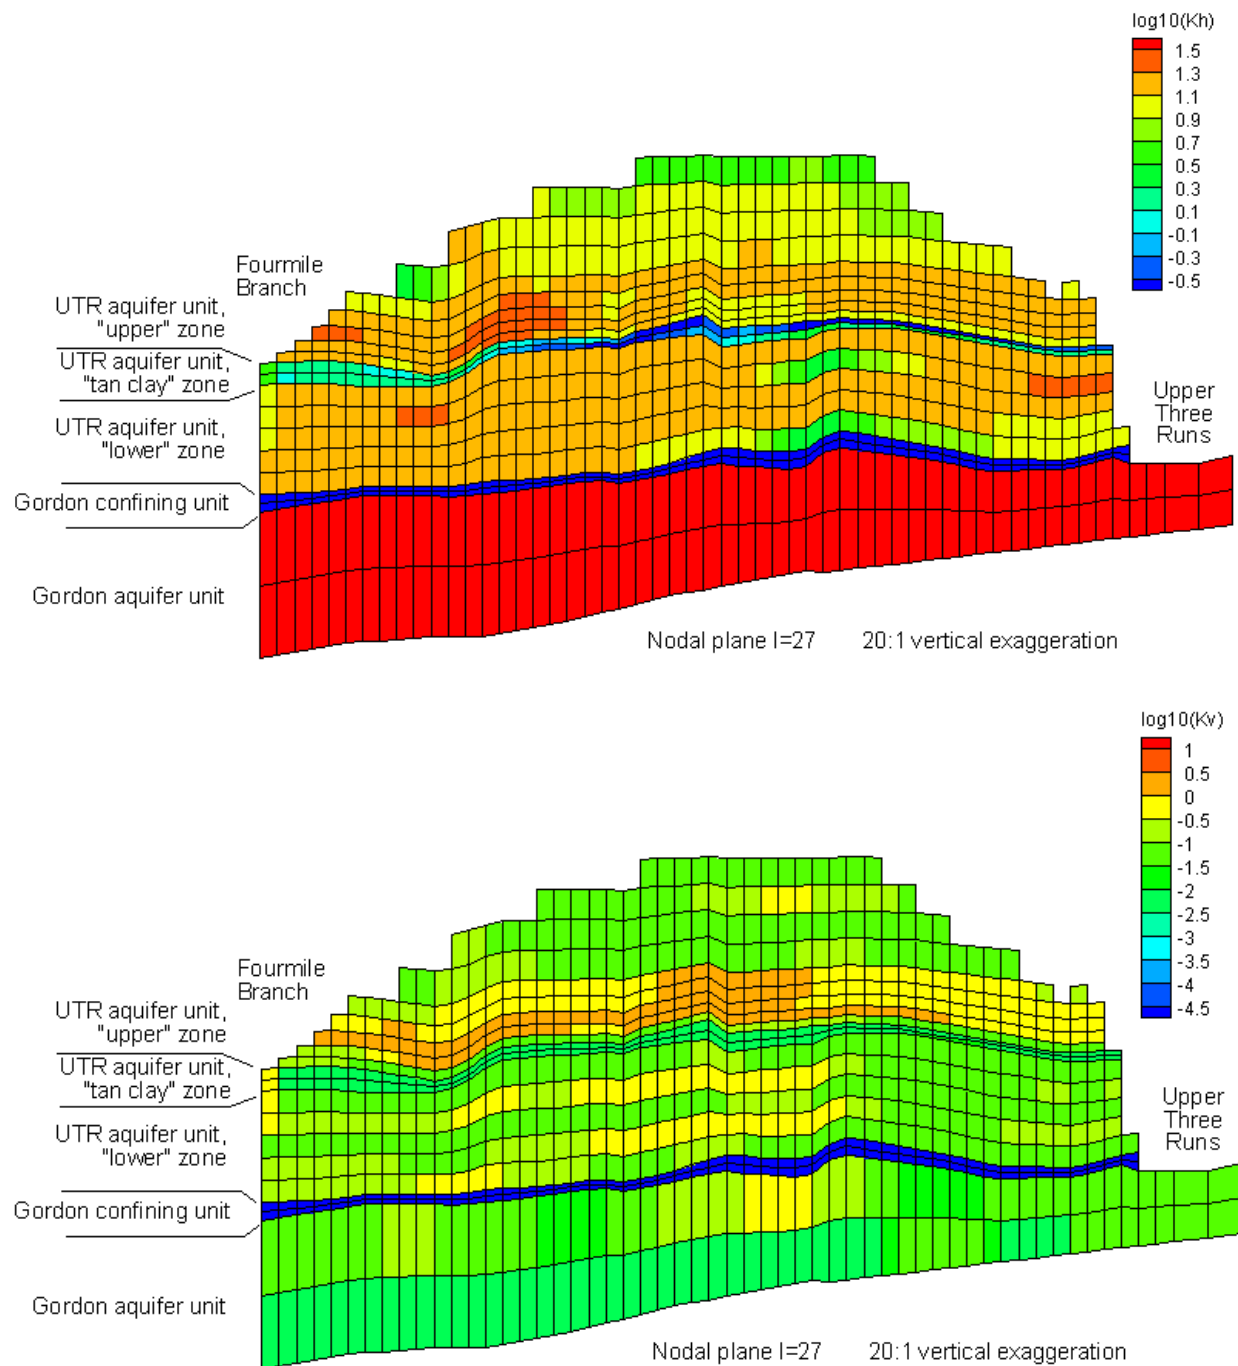 log10(Kh)
1.5
1.3
1.1
0.9
0.7
0.5
0.3
0.1
-0.1
-0.3
-0.5
Fourmile
Branch
UTR aquifer unit,
"upper" zone
UTR aquifer unit,
"tan clay" zone
UTR aquifer unit,
"lower" zone
Gordon confining unit
Gordon aquifer unit
Upper
Three
Runs
Nodal plane I=27 20:1 vertical exaggeration
log10(Kv)
1
0.5
0
-0.5
-1
-1.5
-2
-2.5
-3
-3.5
-4
-4.5
Fourmile
Branch
UTR aquifer unit,
"upper" zone
UTR aquifer unit,
"tan clay" zone
UTR aquifer unit,
"lower" zone
Gordon confining unit
Gordon aquifer unit
Upper
Three
Runs
Nodal plane I=27 20:1 vertical exaggeration